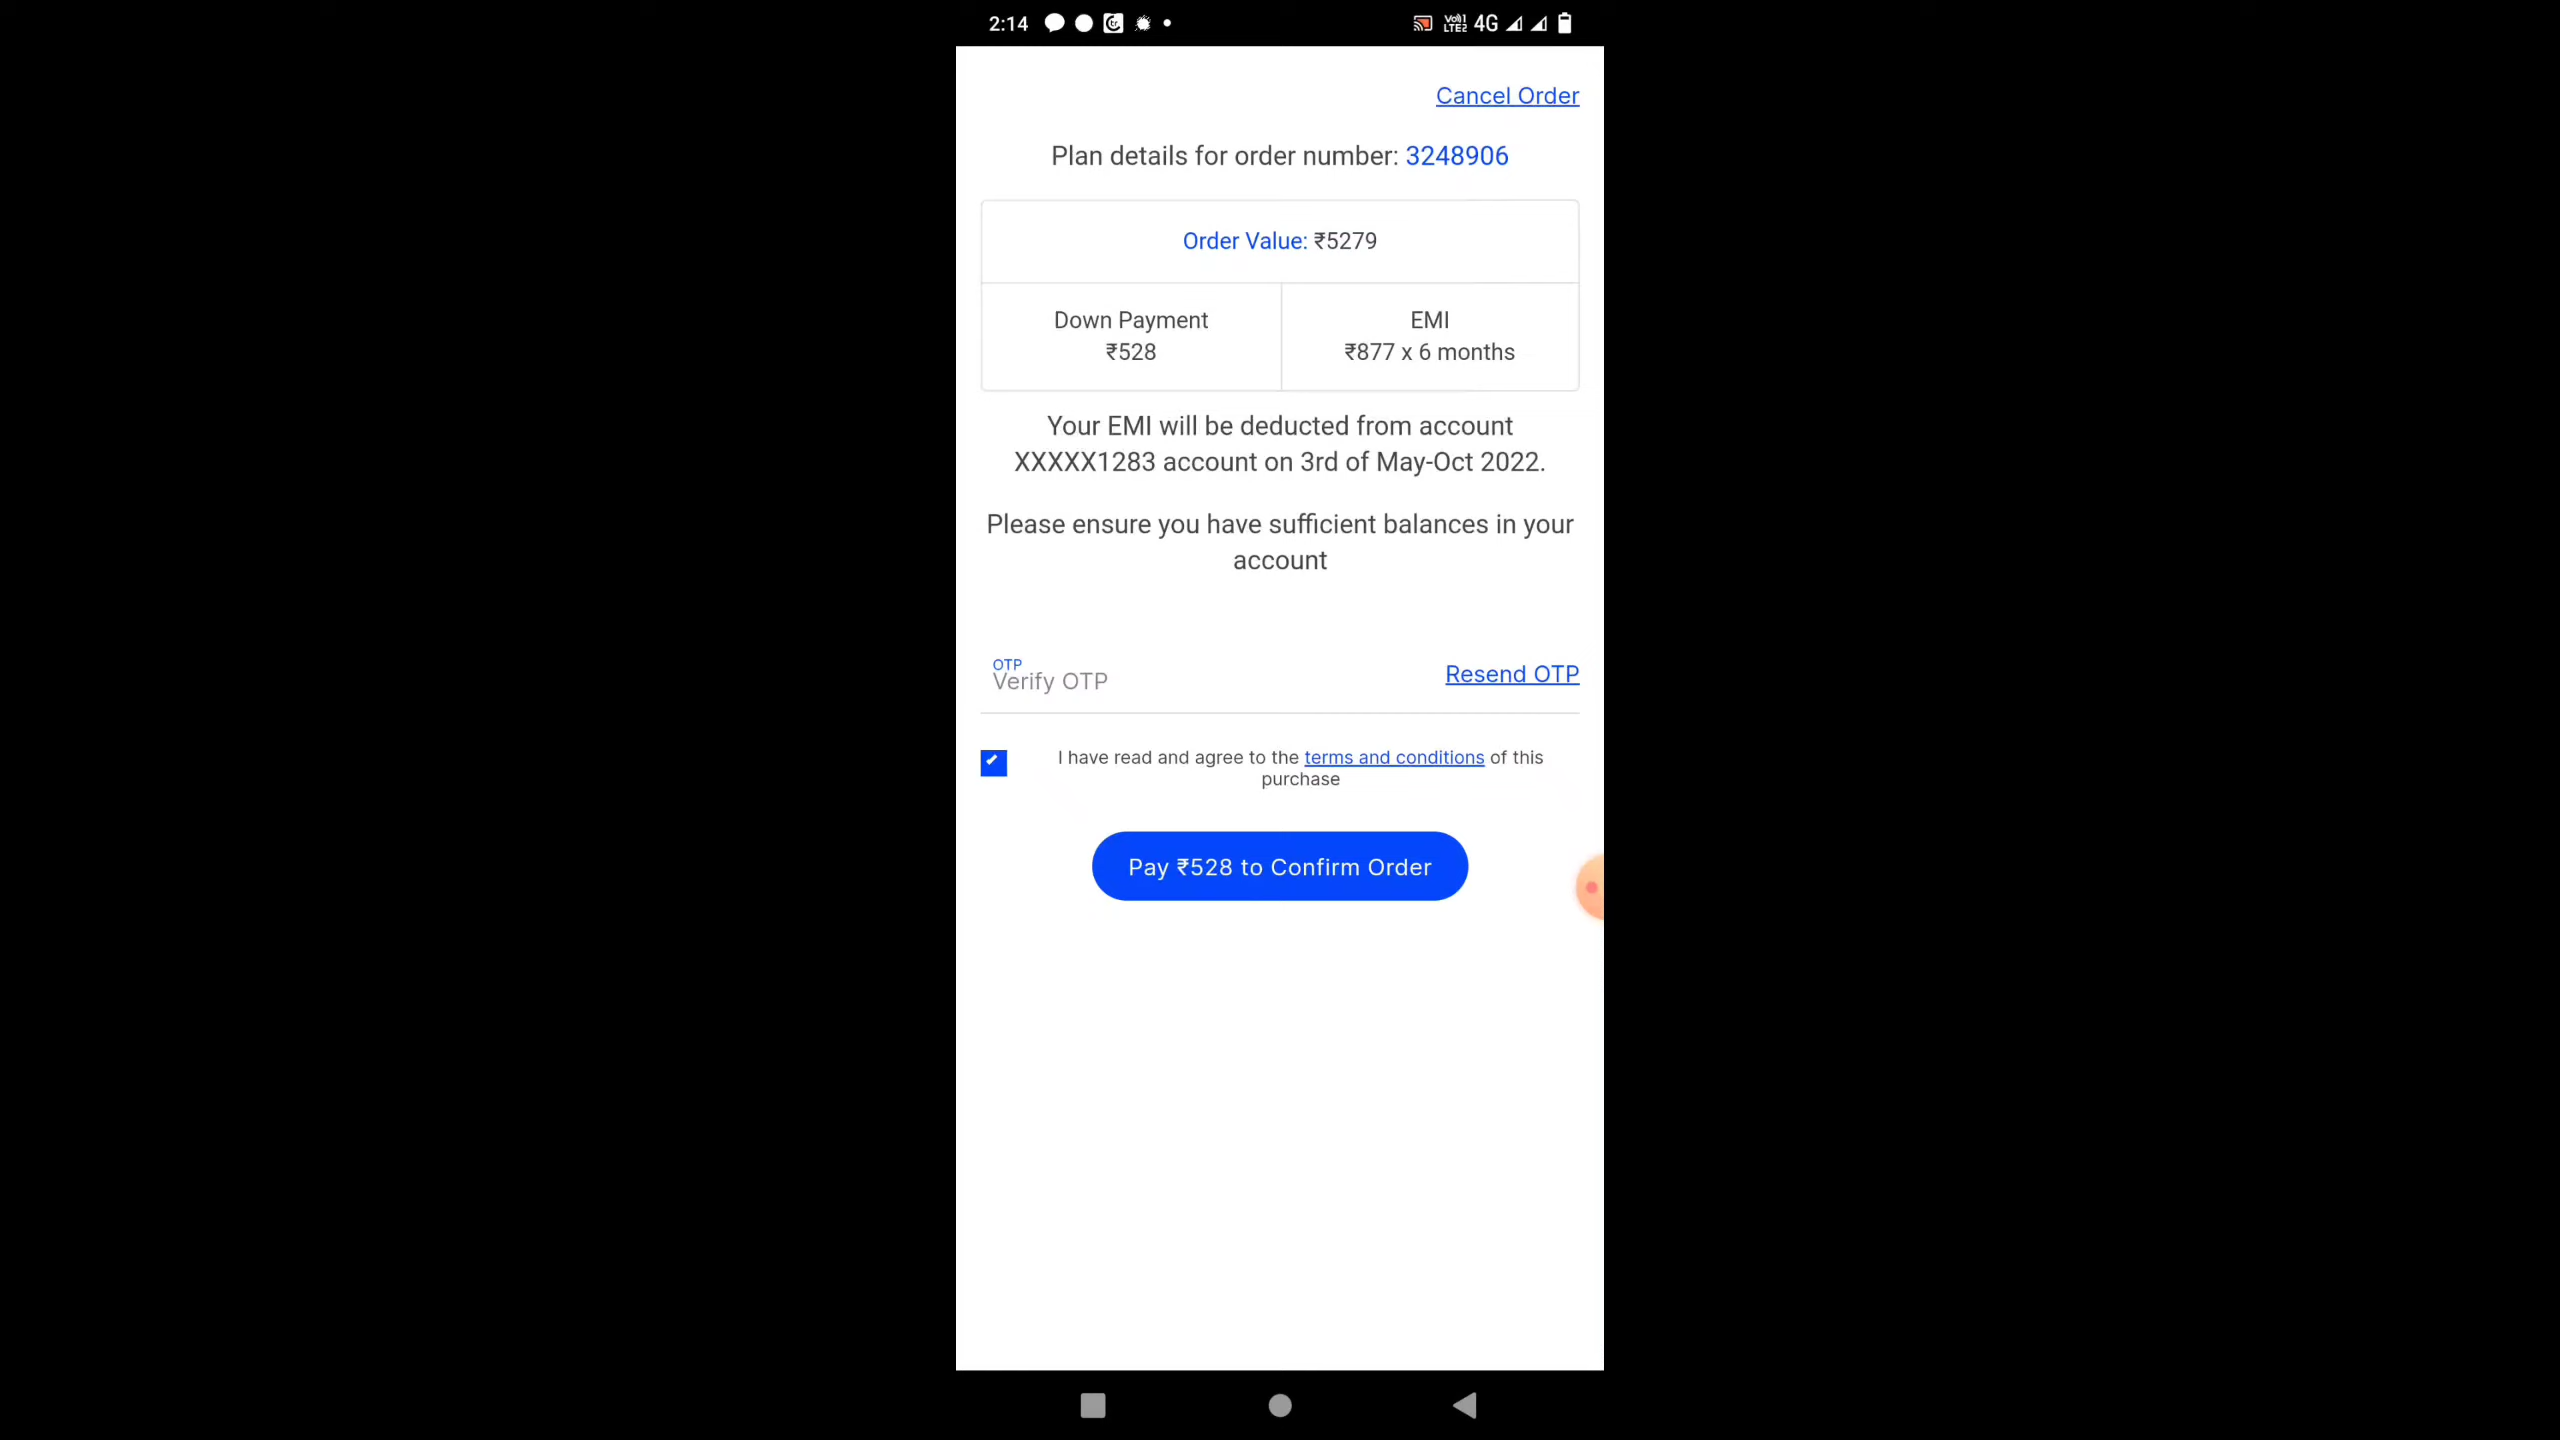 2:14 4G
Cancel Order
Plan details for order number: 3248906
Order Value: ₹5279
Down Payment
₹528
EMI
₹877 x 6 months
Your EMI will be deducted from account
XXXXX1283 account on 3rd of May-Oct 2022.
Please ensure you have sufficient balances in your
account
OTP
Verify OTP
Resend OTP
I have read and agree to the terms and conditions of this
purchase
Pay ₹528 to Confirm Order